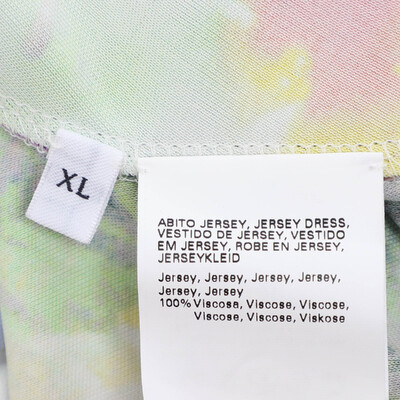 XL
ABITO JERSEY, JERSEY DRESS,
VESTIDO DE JERSEY, VESTIDO
EM JERSEY, ROBE EN JERSEY,
JERSEYKLEID
Jersey, Jersey, Jersey, Jersey,
Jersey, Jersey
100% Viscosa, Viscose, Viscose,
Viscose, Viscose, Viskose